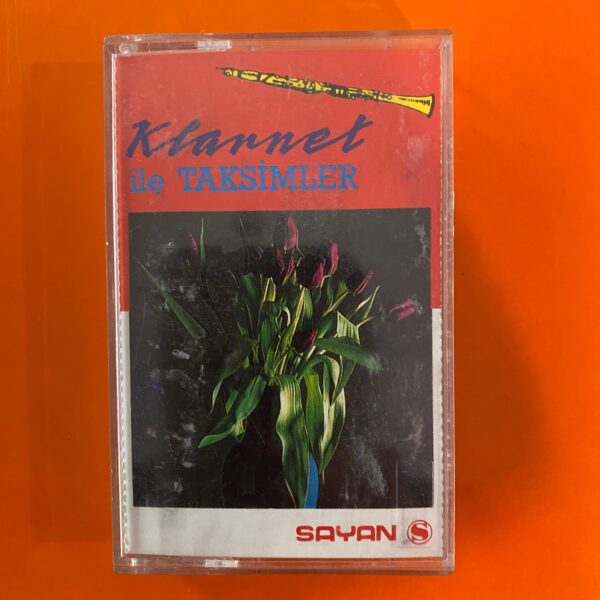 Klarnet
ile TAKSİMLER
SAYAN S